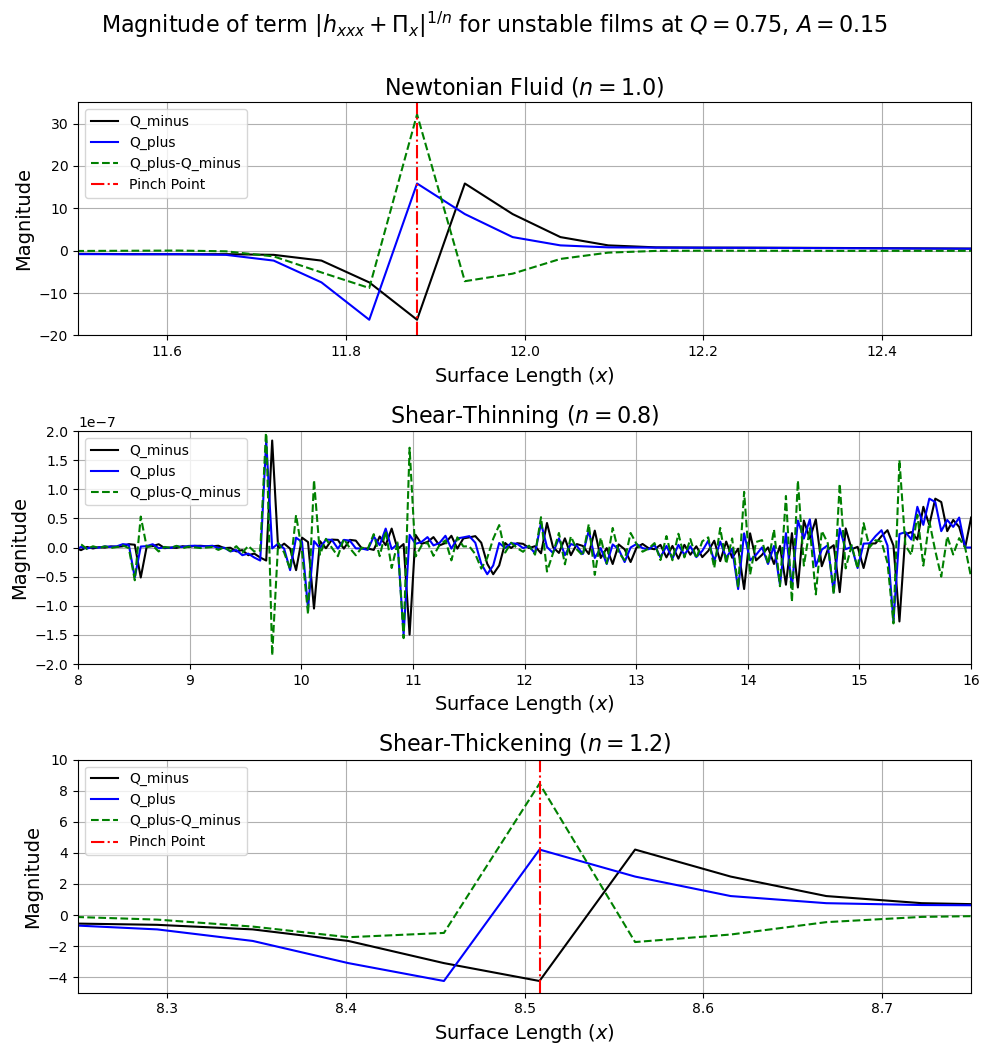 Magnitude of term |h_{xxx} + Π_x|^{1/n} for unstable films at Q = 0.75, A = 0.15
Newtonian Fluid (n = 1.0)
Q_minus
Q_plus
Q_plus-Q_minus
Pinch Point
Magnitude
30
20
10
0
−10
−20
11.6 11.8 12.0 12.2 12.4
Surface Length (x)
Shear-Thinning (n = 0.8)
1e−7
Q_minus
Q_plus
Q_plus-Q_minus
Magnitude
2.0
1.5
1.0
0.5
0.0
−0.5
−1.0
−1.5
−2.0
8 9 10 11 12 13 14 15 16
Surface Length (x)
Shear-Thickening (n = 1.2)
Q_minus
Q_plus
Q_plus-Q_minus
Pinch Point
Magnitude
10
8
6
4
2
0
−2
−4
8.3 8.4 8.5 8.6 8.7
Surface Length (x)